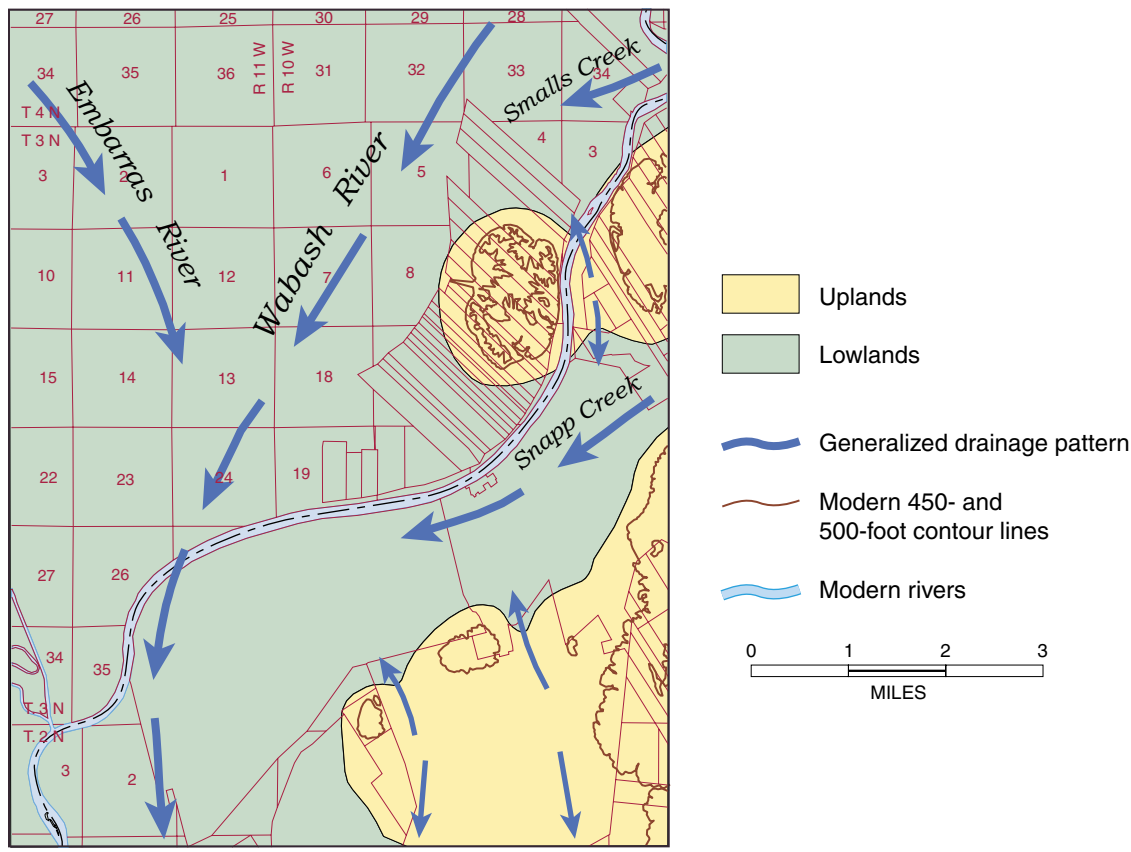 27 26 25 30 29 28
34 35 36 R 11 W R 10 W 31 32 33 34
Smalls Creek
T 4 N
T 3 N
Embarras River
Wabash River
3 2 1 6 5 4 3
10 11 12 7 8
15 14 13 18
Snapp Creek
22 23 24 19
27 26
34 35
T. 3 N
T. 2 N
3 2
Uplands
Lowlands
Generalized drainage pattern
Modern 450- and
500-foot contour lines
Modern rivers
0 1 2 3
MILES